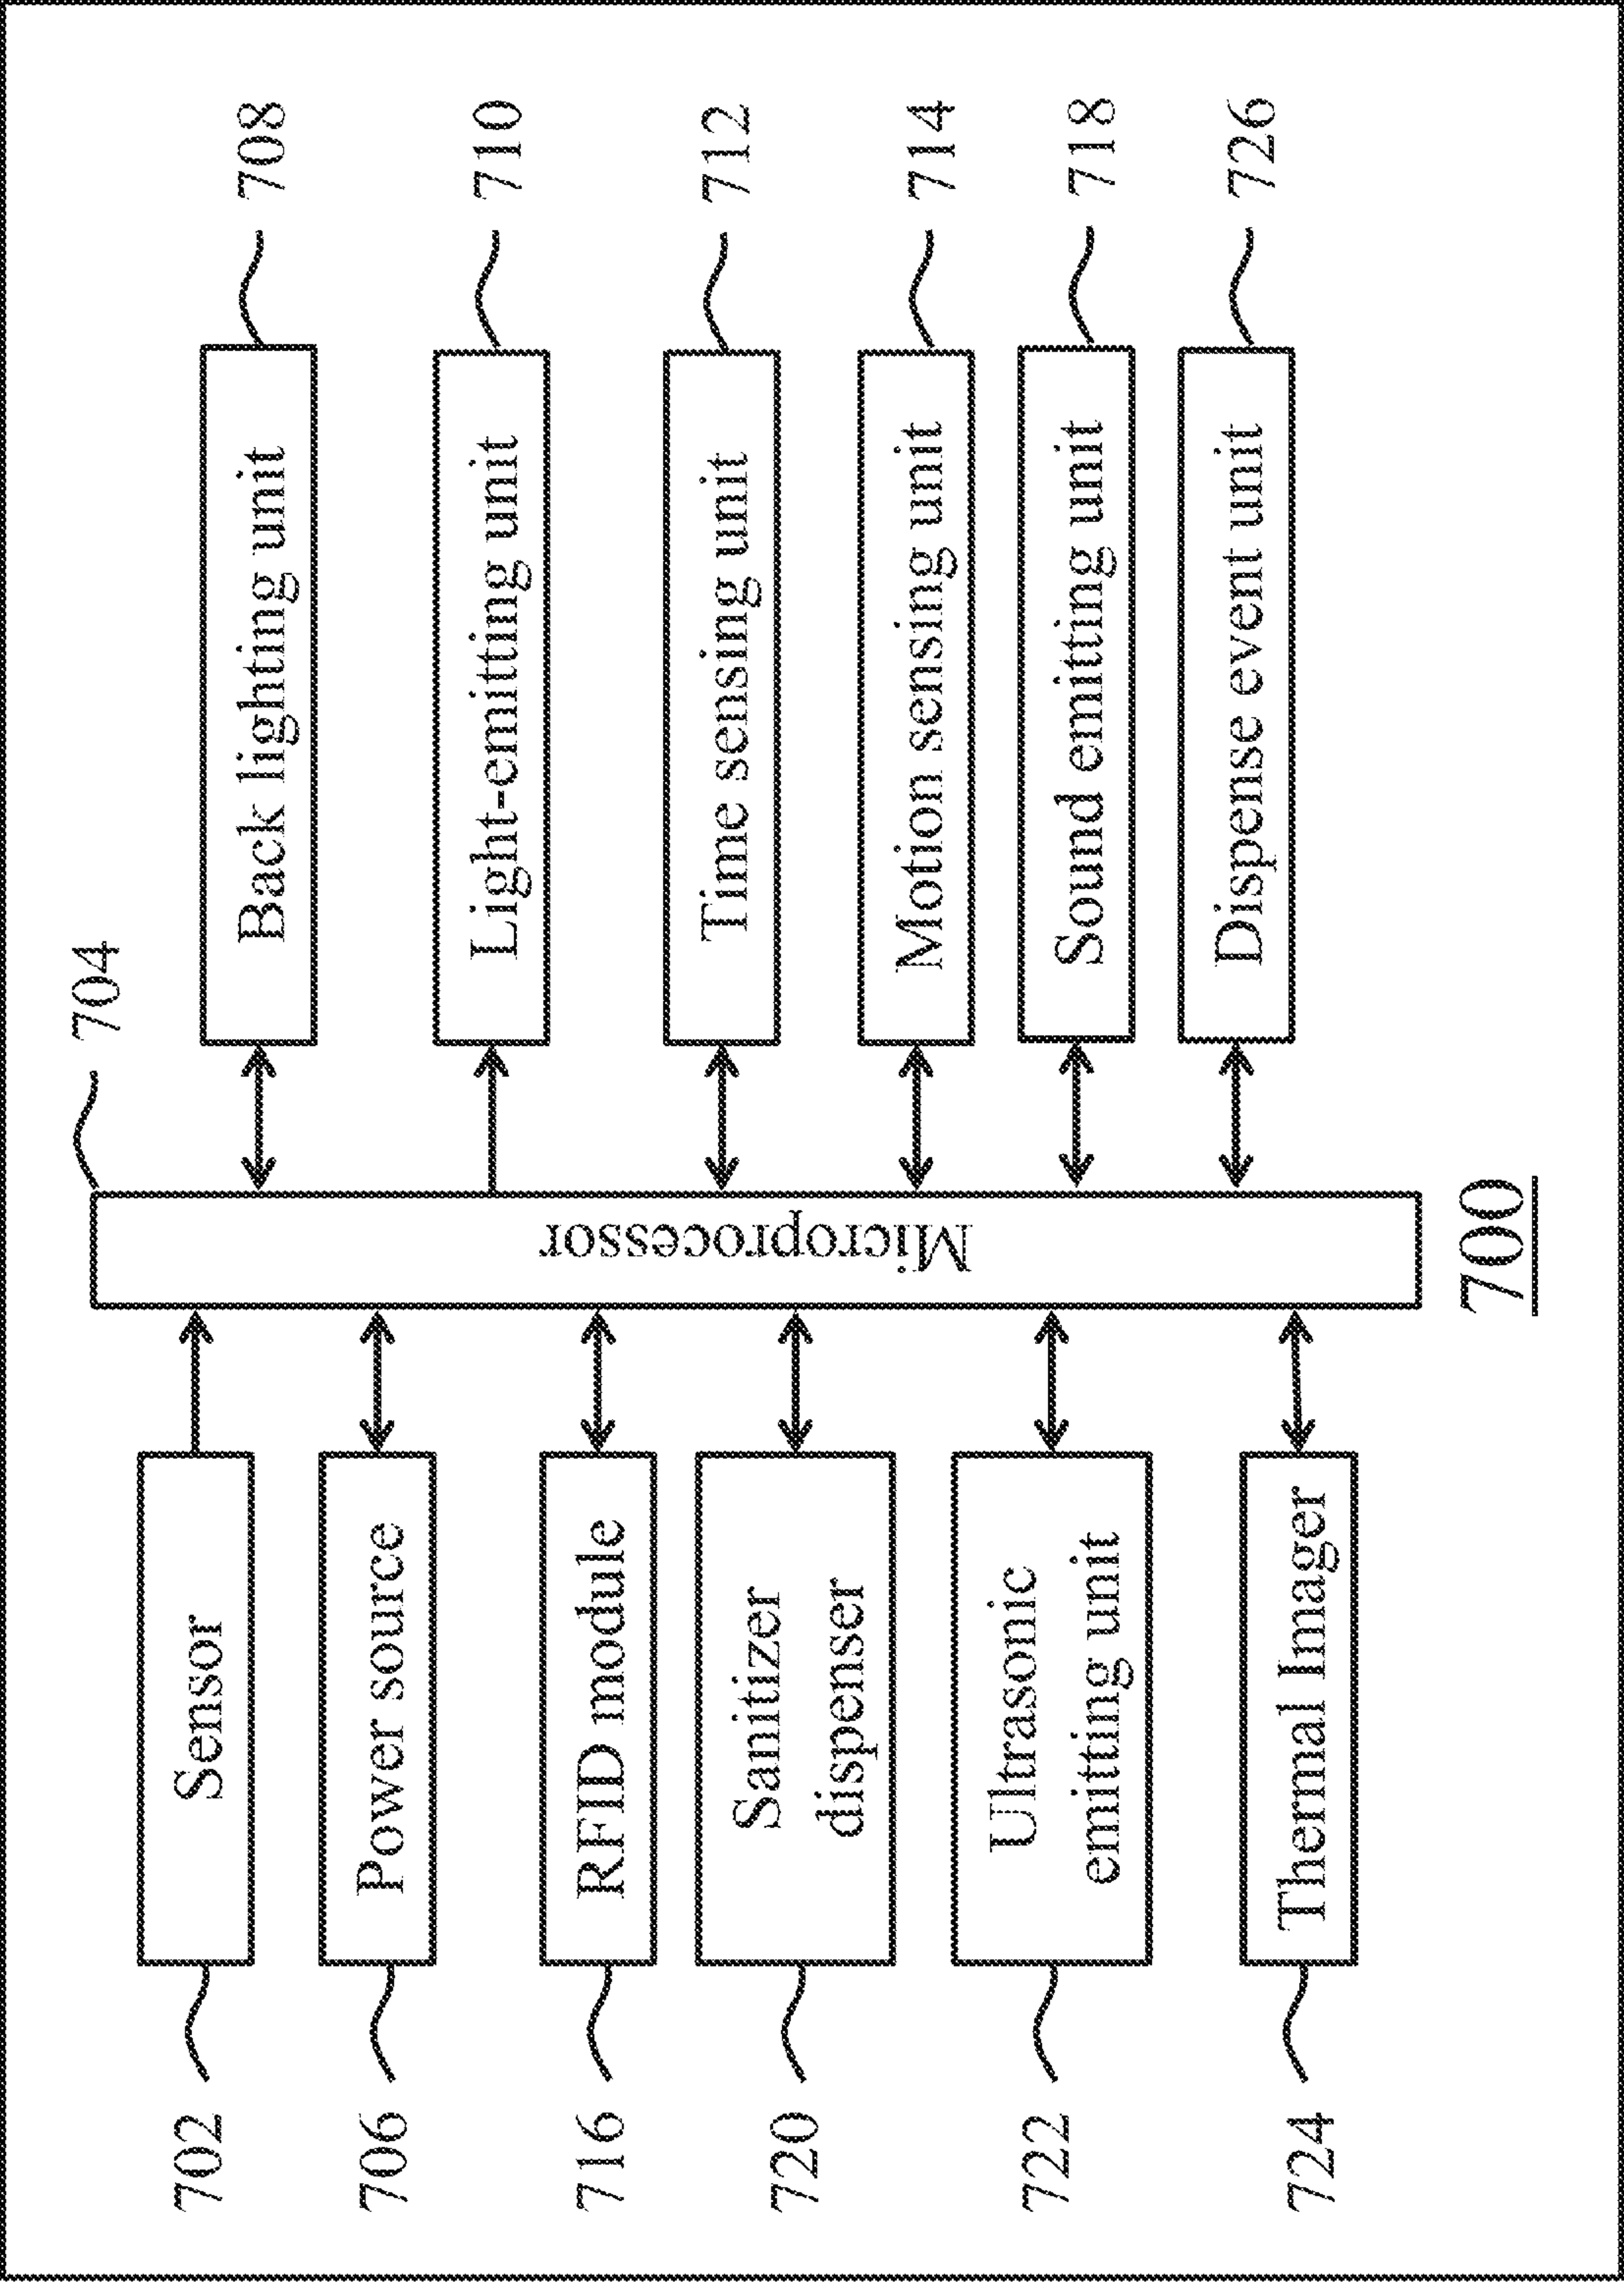 704
702
Sensor
706
Power source
716
RFID module
720
Sanitizer
dispenser
722
Ultrasonic
emitting unit
724
Thermal Imager
Microprocessor
Back lighting unit
708
Light-emitting unit
710
Time sensing unit
712
Motion sensing unit
714
Sound emitting unit
718
Dispense event unit
726
700